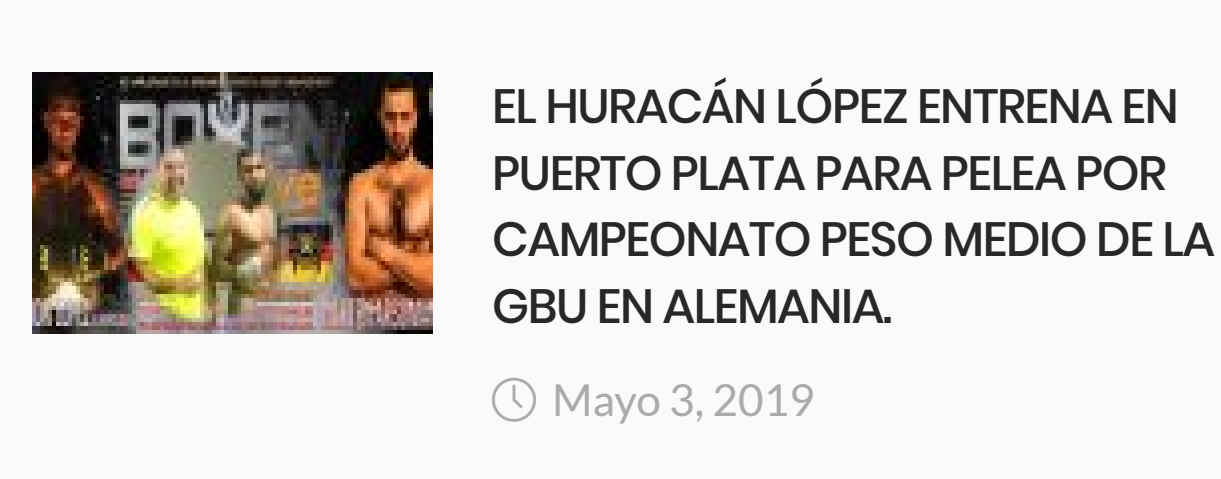 BOXEN
EL HURACÁN LÓPEZ ENTRENA EN
PUERTO PLATA PARA PELEA POR
CAMPEONATO PESO MEDIO DE LA
GBU EN ALEMANIA.
Mayo 3, 2019